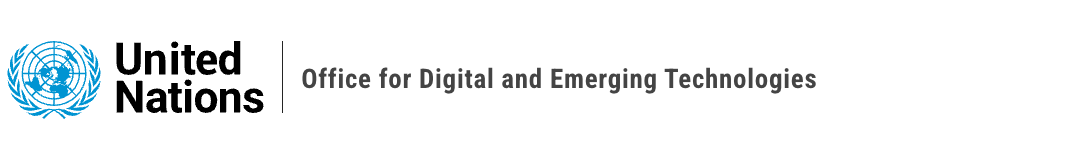 United
Nations
Office for Digital and Emerging Technologies